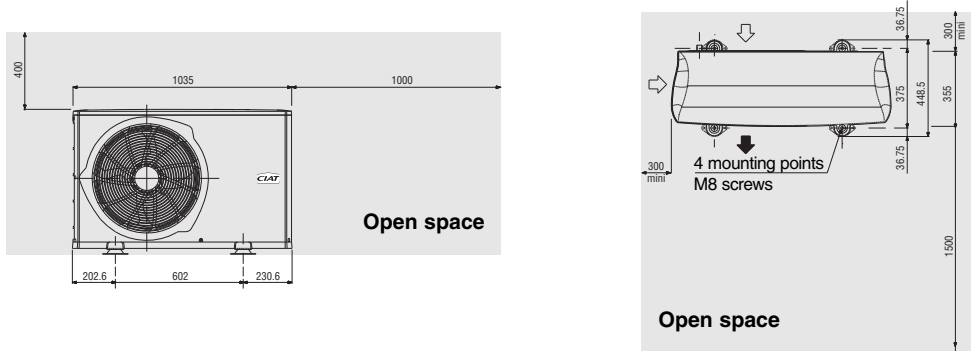 400
1035
1000
CIAT
Open space
202.6
602
230.6
36.75
300
mini
375
448.5
355
36.75
300
mini
4 mounting points
M8 screws
1500
Open space